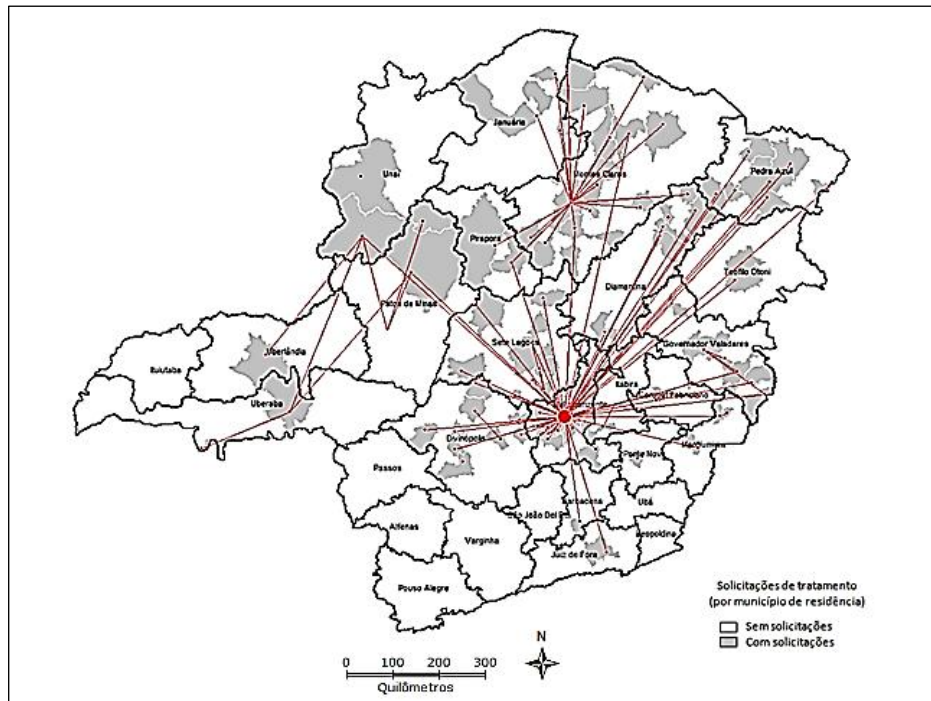 Januária
Unaí
Montes Claros
Pedra Azul
Pirapora
Teófilo Otoni
Diamantina
Patos de Minas
Sete Lagoas
Uberlândia
Ituiutaba
Governador Valadares
Itabira
Uberaba
Divinópolis
Manhumirim
Ponte Nova
Passos
Barbacena
Ubá
São João Del R
Alfenas
Varginha
Leopoldina
Juiz de Fora
Pouso Alegre
Solicitações de tratamento
(por município de residência)
Sem solicitações
Com solicitações
N
0 100 200 300
Quilômetros